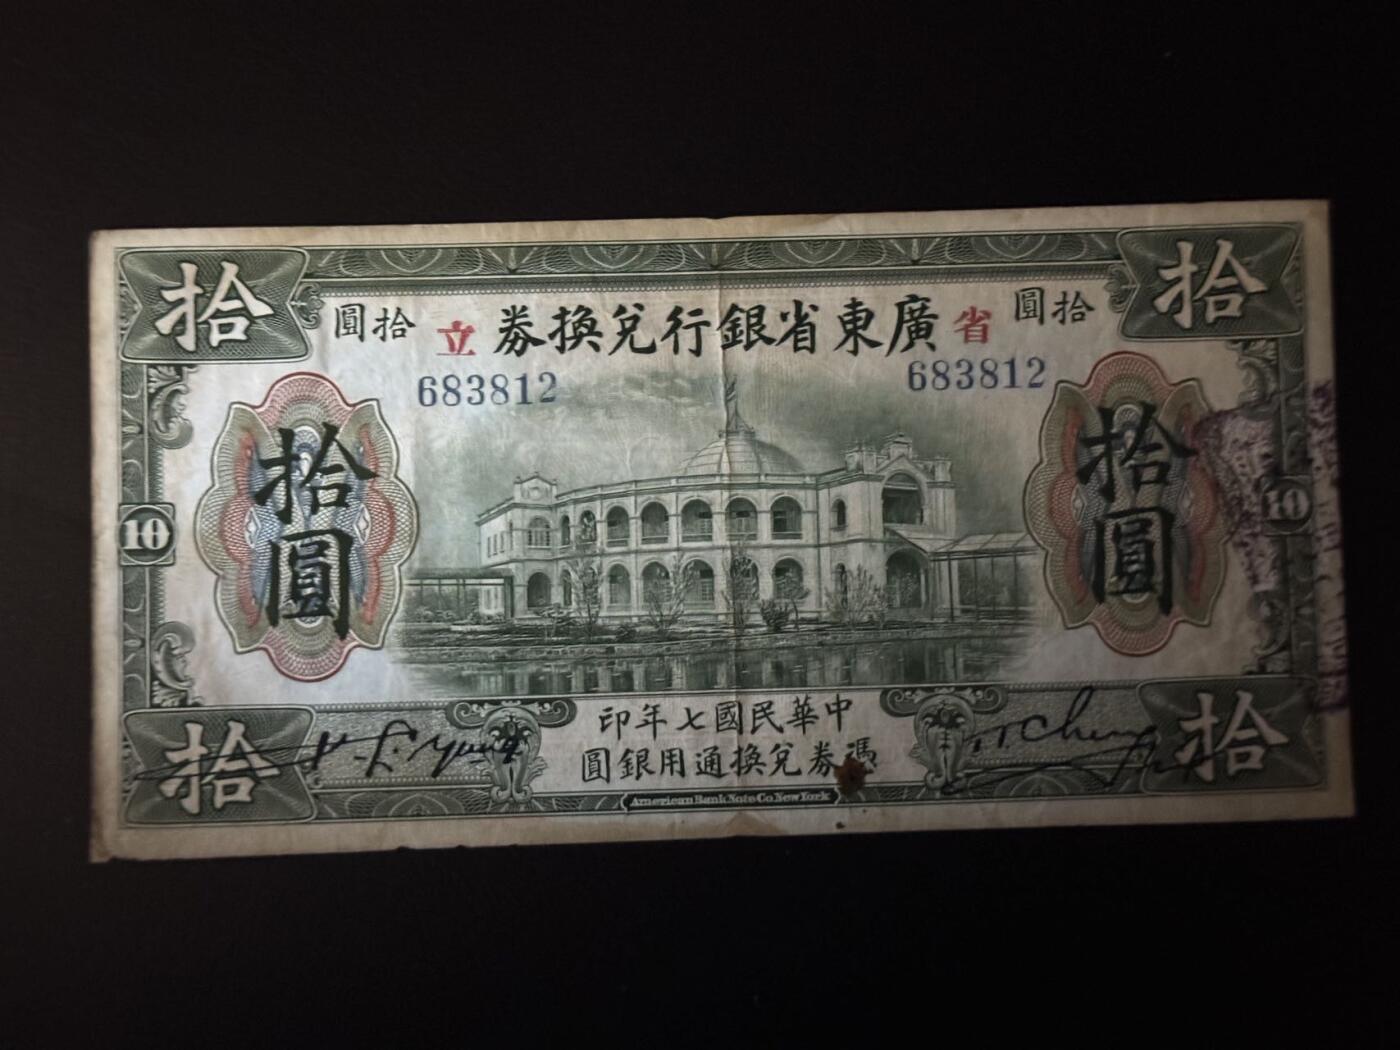 拾 拾
拾圓 省 廣東省銀行兌換券 立 拾圓
683812 683812
拾圓 拾圓
10 10
中華民國七年印
憑券兌換通用銀圓
拾 拾
American Bank Note Co. New York.